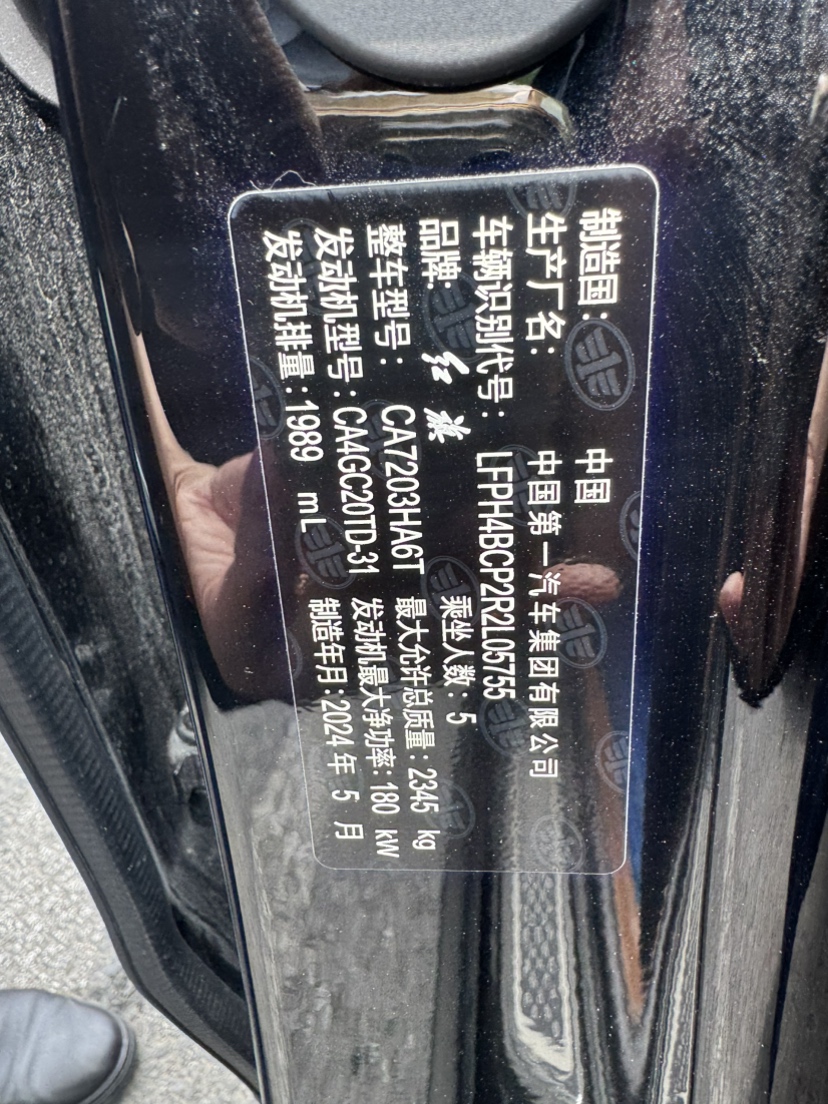 制造国: 中国
生产厂名: 中国第一汽车集团有限公司
车辆识别代号: LFPH4BCP2R2L05755
品牌: 红旗 乘坐人数: 5
整车型号: CA7203HA6T 最大允许总质量: 2345 kg
发动机型号: CA4GC20TD-31 发动机最大净功率: 180 kW
发动机排量: 1989 mL 制造年月: 2024 年 5 月